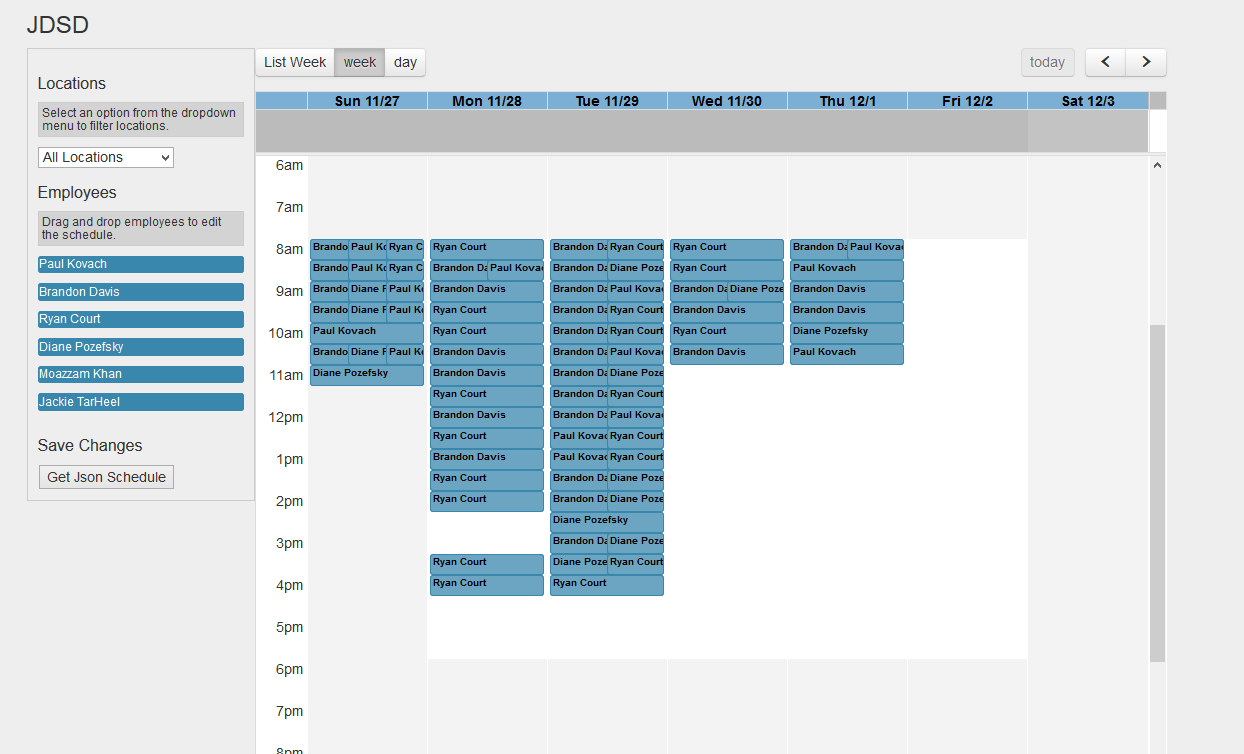 JDSD
Locations
Select an option from the dropdown
menu to filter locations.
All Locations
Employees
Drag and drop employees to edit
the schedule.
Paul Kovach
Brandon Davis
Ryan Court
Diane Pozefsky
Moazzam Khan
Jackie TarHeel
Save Changes
Get Json Schedule
List Week week day today
Sun 11/27 Mon 11/28 Tue 11/29 Wed 11/30 Thu 12/1 Fri 12/2 Sat 12/3
6am
7am
8am Brando Paul Ko Ryan C Ryan Court Brandon Da Ryan Court Ryan Court Brandon Da Paul Kova
Brando Paul Ko Ryan C Brandon Da Paul Kova Brandon Da Diane Poze Ryan Court Paul Kovach
9am Brando Diane P Paul Ko Brandon Davis Brandon Da Paul Kova Brandon Da Diane Poze Brandon Davis
Brando Diane P Paul Ko Ryan Court Brandon Da Ryan Court Brandon Davis Brandon Davis
10am Paul Kovach Ryan Court Brandon Da Ryan Court Ryan Court Diane Pozefsky
Brando Diane P Paul Ko Brandon Davis Brandon Da Paul Kova Brandon Davis Paul Kovach
11am Diane Pozefsky Brandon Davis Brandon Da Diane Poze
Ryan Court Brandon Da Ryan Court
12pm Brandon Davis Brandon Da Paul Kova
Ryan Court Paul Kovac Ryan Court
1pm Brandon Davis Paul Kovac Ryan Court
Ryan Court Brandon Da Diane Poze
2pm Ryan Court Brandon Da Diane Poze
Diane Pozefsky
3pm Brandon Da Diane Poze
Ryan Court Diane Poze Ryan Court
4pm Ryan Court Ryan Court
5pm
6pm
7pm
8pm